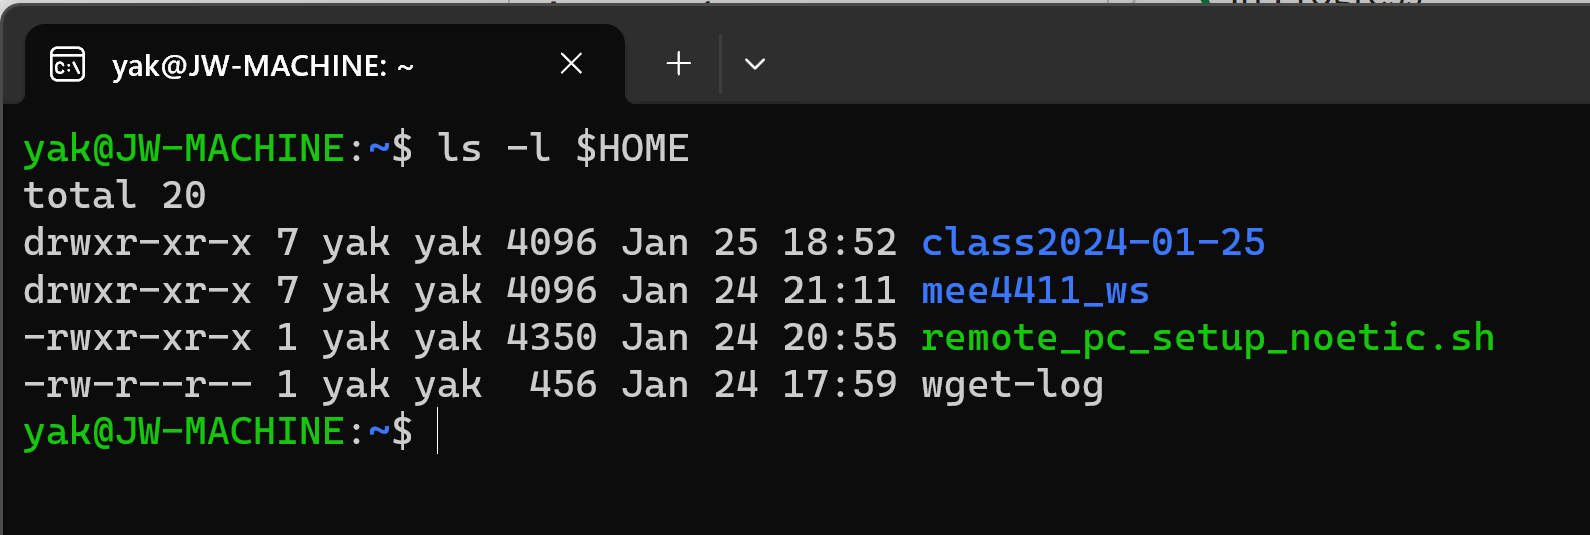 yak@JW-MACHINE: ~
yak@JW-MACHINE:~$ ls -l $HOME
total 20
drwxr-xr-x 7 yak yak 4096 Jan 25 18:52 class2024-01-25
drwxr-xr-x 7 yak yak 4096 Jan 24 21:11 mee4411_ws
-rwxr-xr-x 1 yak yak 4350 Jan 24 20:55 remote_pc_setup_noetic.sh
-rw-r--r-- 1 yak yak  456 Jan 24 17:59 wget-log
yak@JW-MACHINE:~$